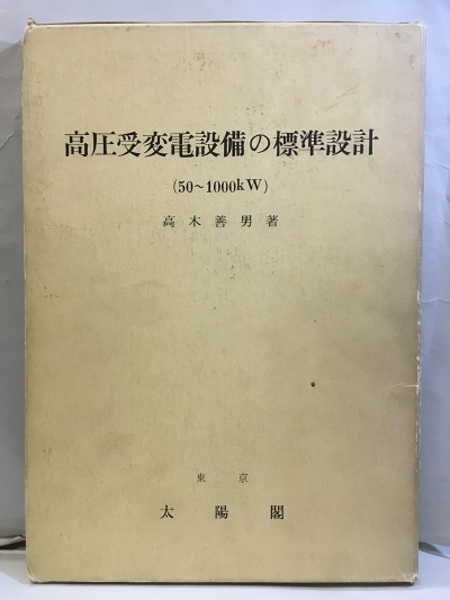 高圧受変電設備の標準設計
(50~1000kW)
高木善男著
東京
太陽閣